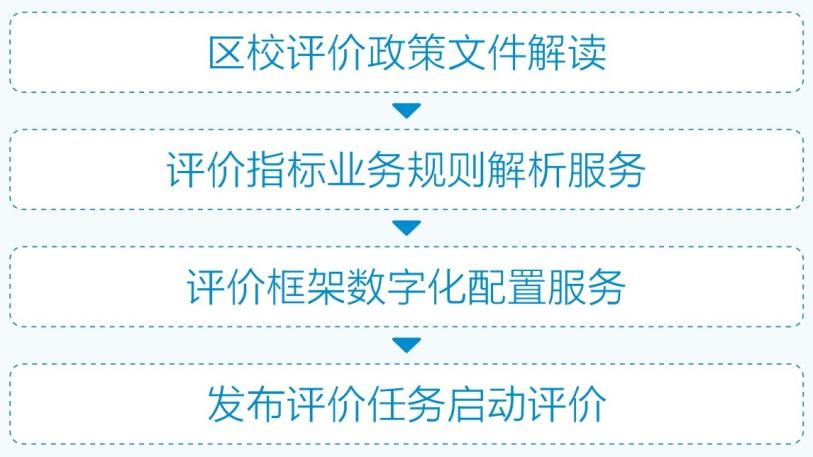 区校评价政策文件解读
评价指标业务规则解析服务
评价框架数字化配置服务
发布评价任务启动评价